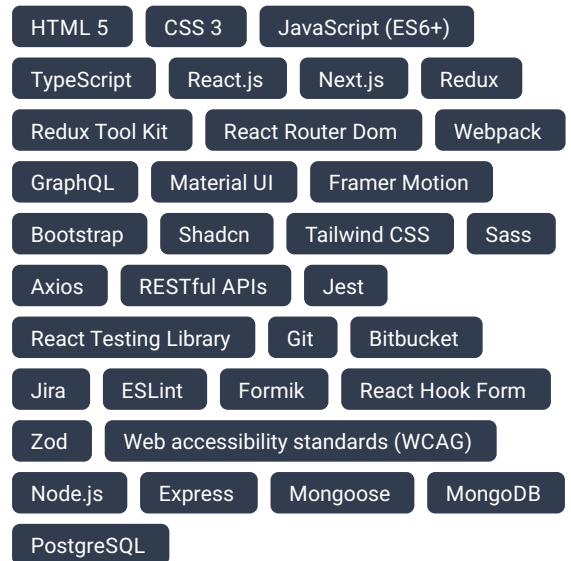 HTML 5 CSS 3 JavaScript (ES6+)
TypeScript React.js Next.js Redux
Redux Tool Kit React Router Dom Webpack
GraphQL Material UI Framer Motion
Bootstrap Shadcn Tailwind CSS Sass
Axios RESTful APIs Jest
React Testing Library Git Bitbucket
Jira ESLint Formik React Hook Form
Zod Web accessibility standards (WCAG)
Node.js Express Mongoose MongoDB
PostgreSQL